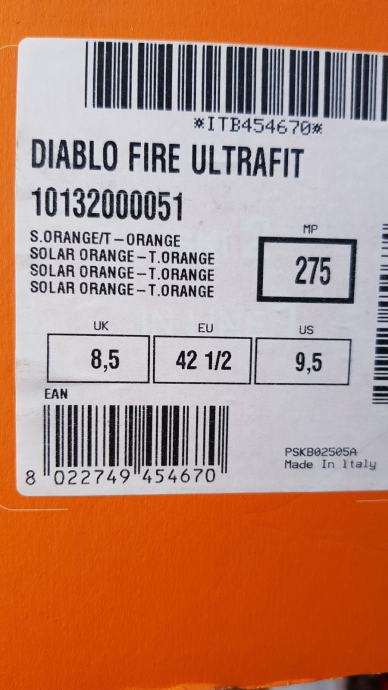 *ITB454670*
DIABLO FIRE ULTRAFIT
10132000051
S.ORANGE/T-ORANGE
SOLAR ORANGE-T.ORANGE
SOLAR ORANGE-T.ORANGE
SOLAR ORANGE-T.ORANGE
MP
275
UK EU US
8,5 42 1/2 9,5
EAN
8 022749 454670
PSKB02505A
Made In Italy